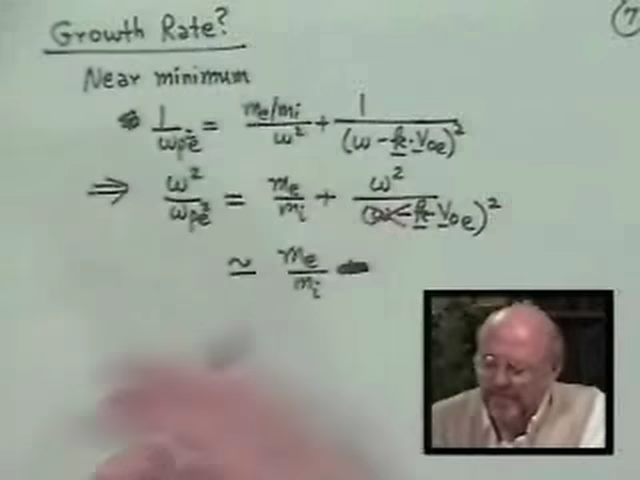 7
Growth Rate?
Near minimum
1/ωpe² = (me/mi)/ω² + 1/(ω - k·Voe)²
⇒ ω²/ωpe² = me/mi + ω²/(ω - k·Voe)²
≃ me/mi